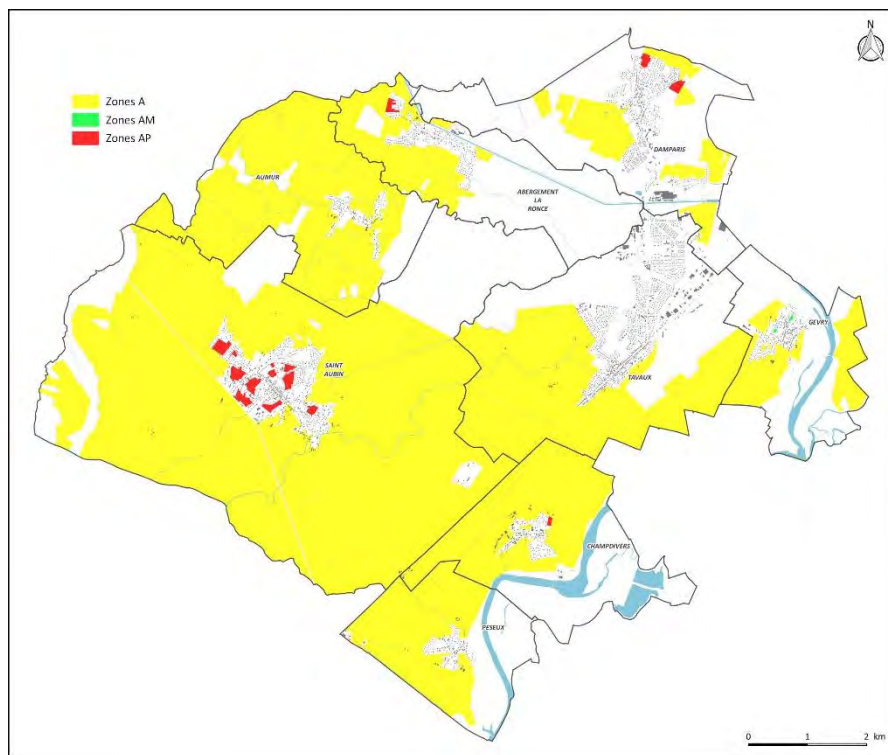 N
Zones A
Zones AM
Zones AP
DAMPARIS
AUMUR
ABERGEMENT
LA
RONCE
GEVRY
SAINT
AUBIN
TAVAUX
CHAMPDIVERS
PESEUX
0 1 2 km